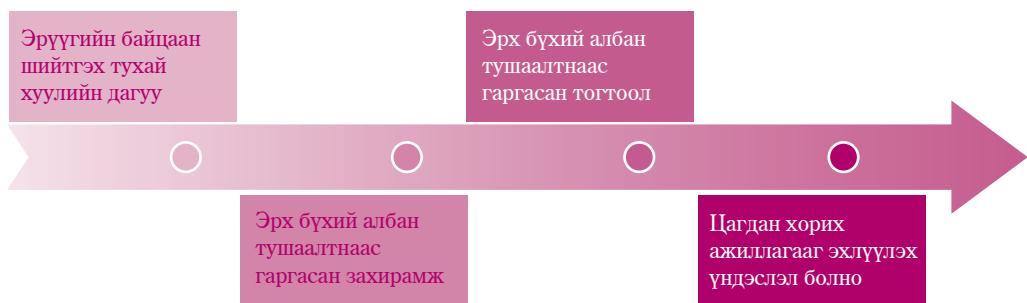 Эрүүгийн байцаан
шийтгэх тухай
хуулийн дагуу
Эрх бүхий албан
тушаалтнаас
гаргасан захирамж
Эрх бүхий албан
тушаалтнаас
гаргасан тогтоол
Цагдан хорих
ажиллагааг эхлүүлэх
үндэслэл болно